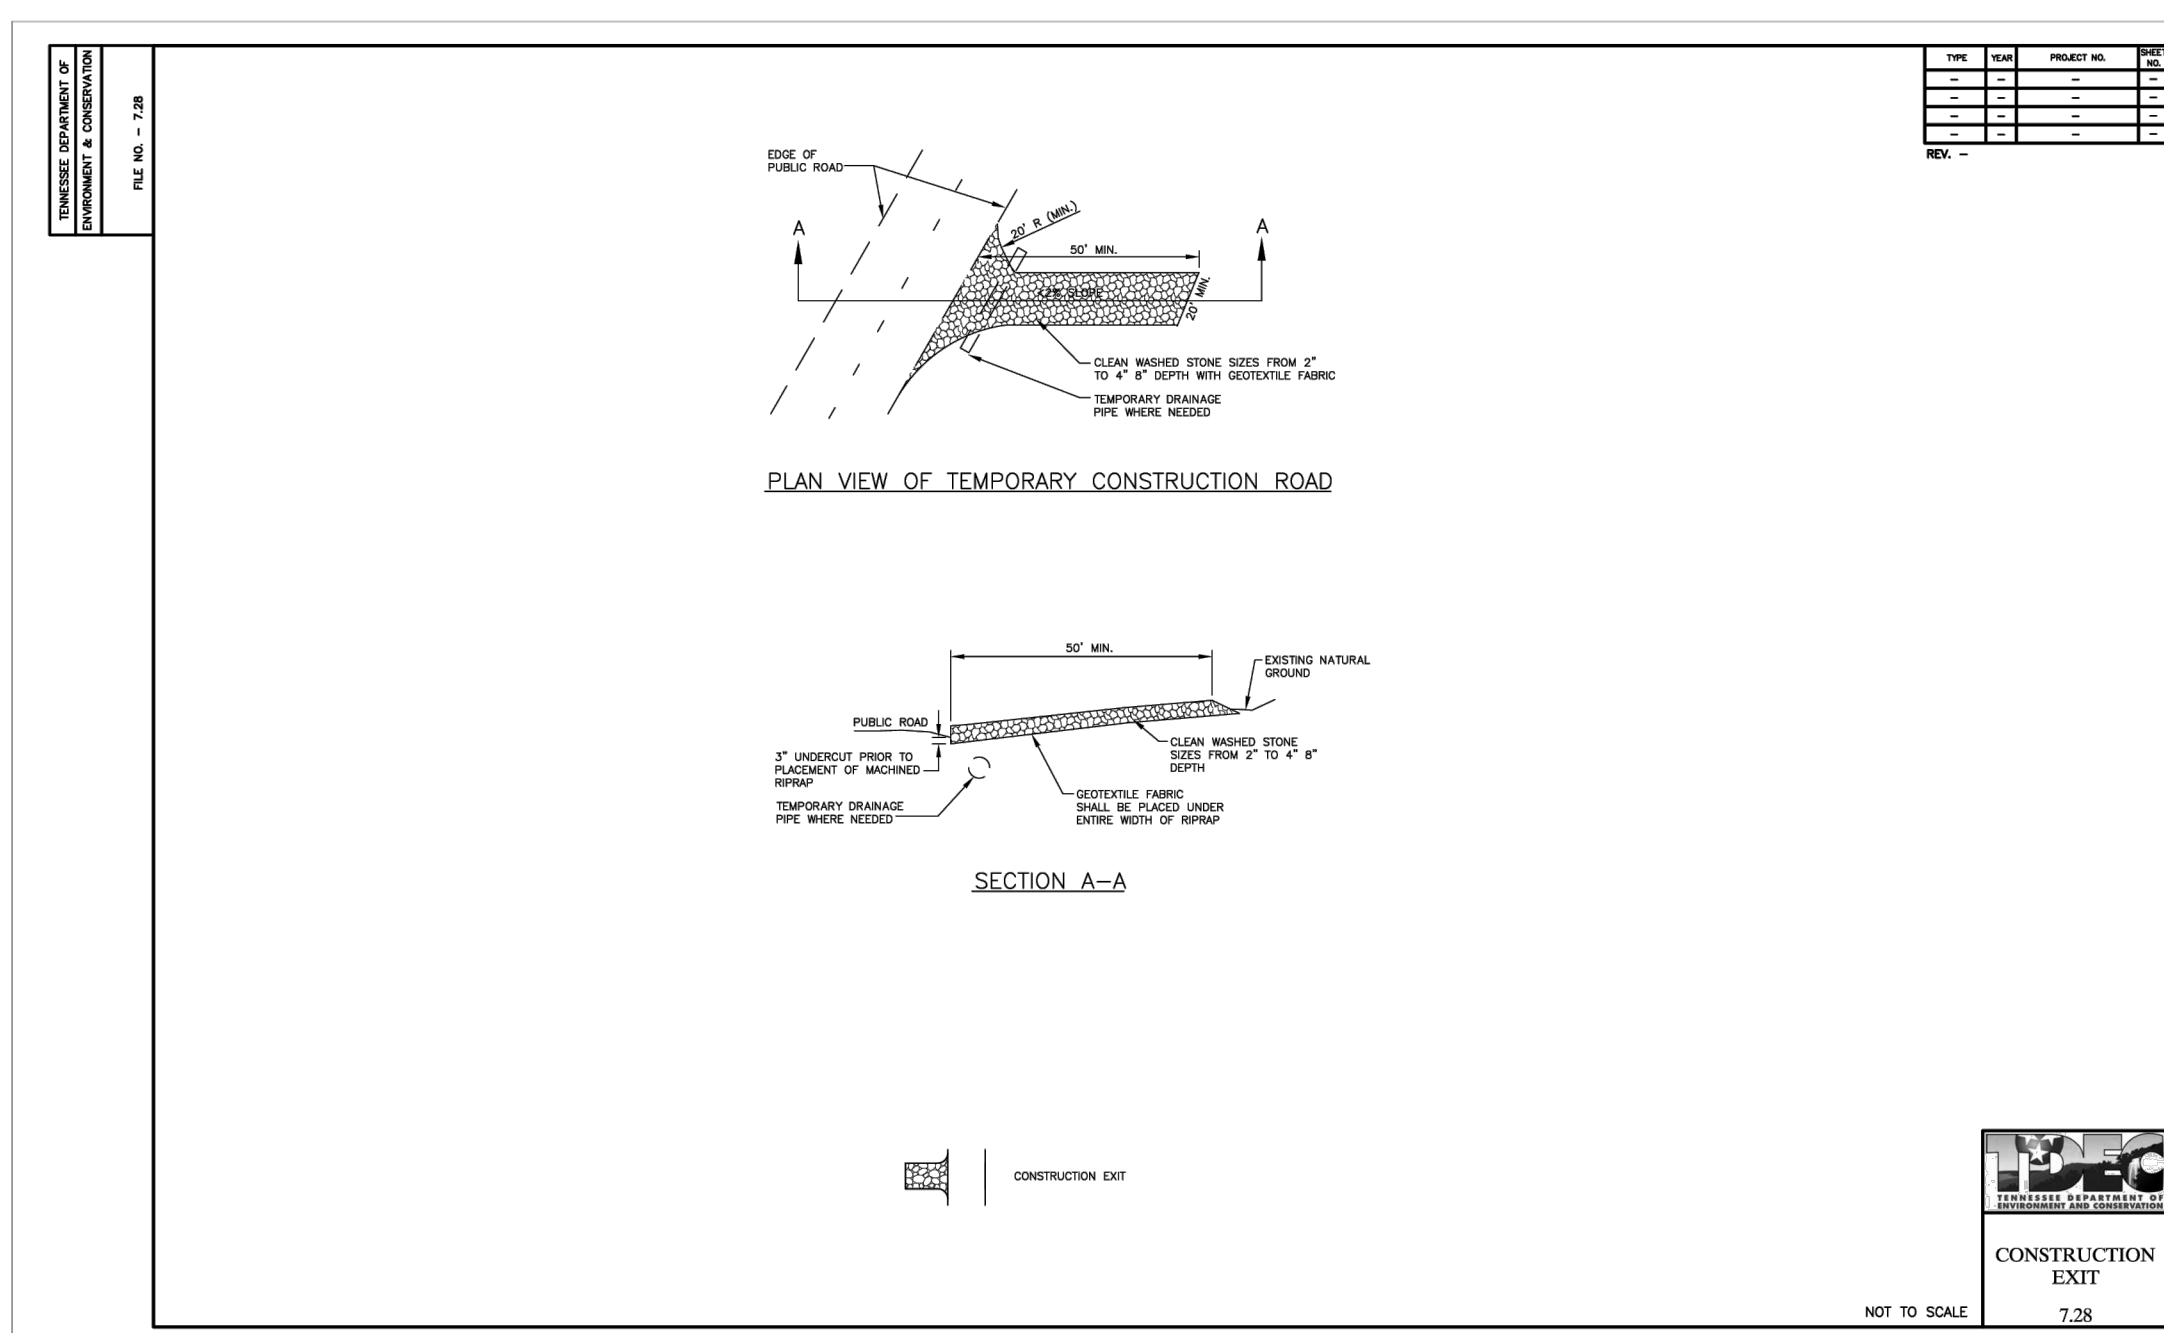 TENNESSEE DEPARTMENT OF
ENVIRONMENT & CONSERVATION
FILE NO. - 7.28
TYPE YEAR PROJECT NO. SHEET NO.
- - - -
- - - -
- - - -
- - - -
REV. -
EDGE OF
PUBLIC ROAD
20' R (MIN.)
A
A
50' MIN.
<2% SLOPE
20' MIN.
CLEAN WASHED STONE SIZES FROM 2"
TO 4" 8" DEPTH WITH GEOTEXTILE FABRIC
TEMPORARY DRAINAGE
PIPE WHERE NEEDED
PLAN VIEW OF TEMPORARY CONSTRUCTION ROAD
50' MIN.
EXISTING NATURAL
GROUND
PUBLIC ROAD
3" UNDERCUT PRIOR TO
PLACEMENT OF MACHINED
RIPRAP
CLEAN WASHED STONE
SIZES FROM 2" TO 4" 8"
DEPTH
TEMPORARY DRAINAGE
PIPE WHERE NEEDED
GEOTEXTILE FABRIC
SHALL BE PLACED UNDER
ENTIRE WIDTH OF RIPRAP
SECTION A-A
CONSTRUCTION EXIT
TDEC
TENNESSEE DEPARTMENT OF
ENVIRONMENT AND CONSERVATION
CONSTRUCTION
EXIT
7.28
NOT TO SCALE